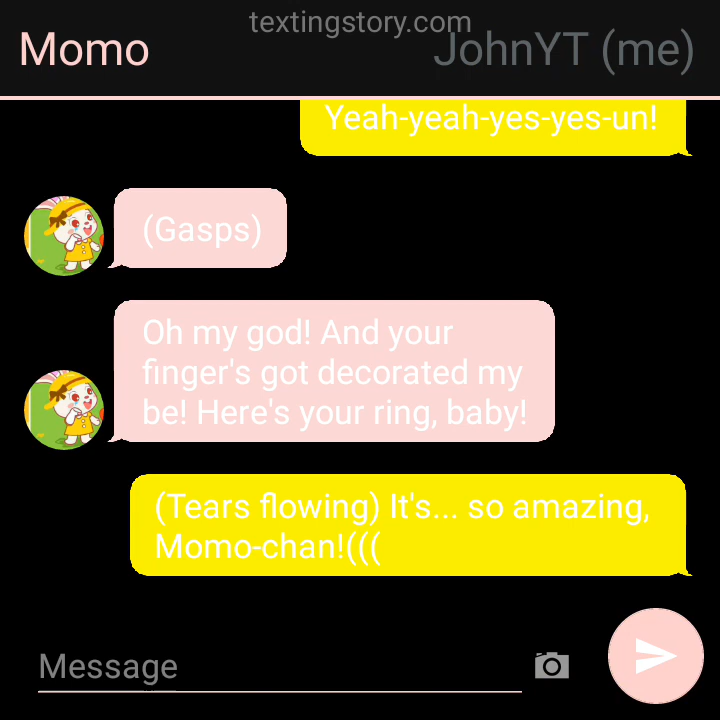 textingstory.com
Momo
JohnYT (me)
Yeah-yeah-yes-yes-un!
(Gasps)
Oh my god! And your
finger's got decorated my
be! Here's your ring, baby!
(Tears flowing) It's... so amazing,
Momo-chan!(((
Message